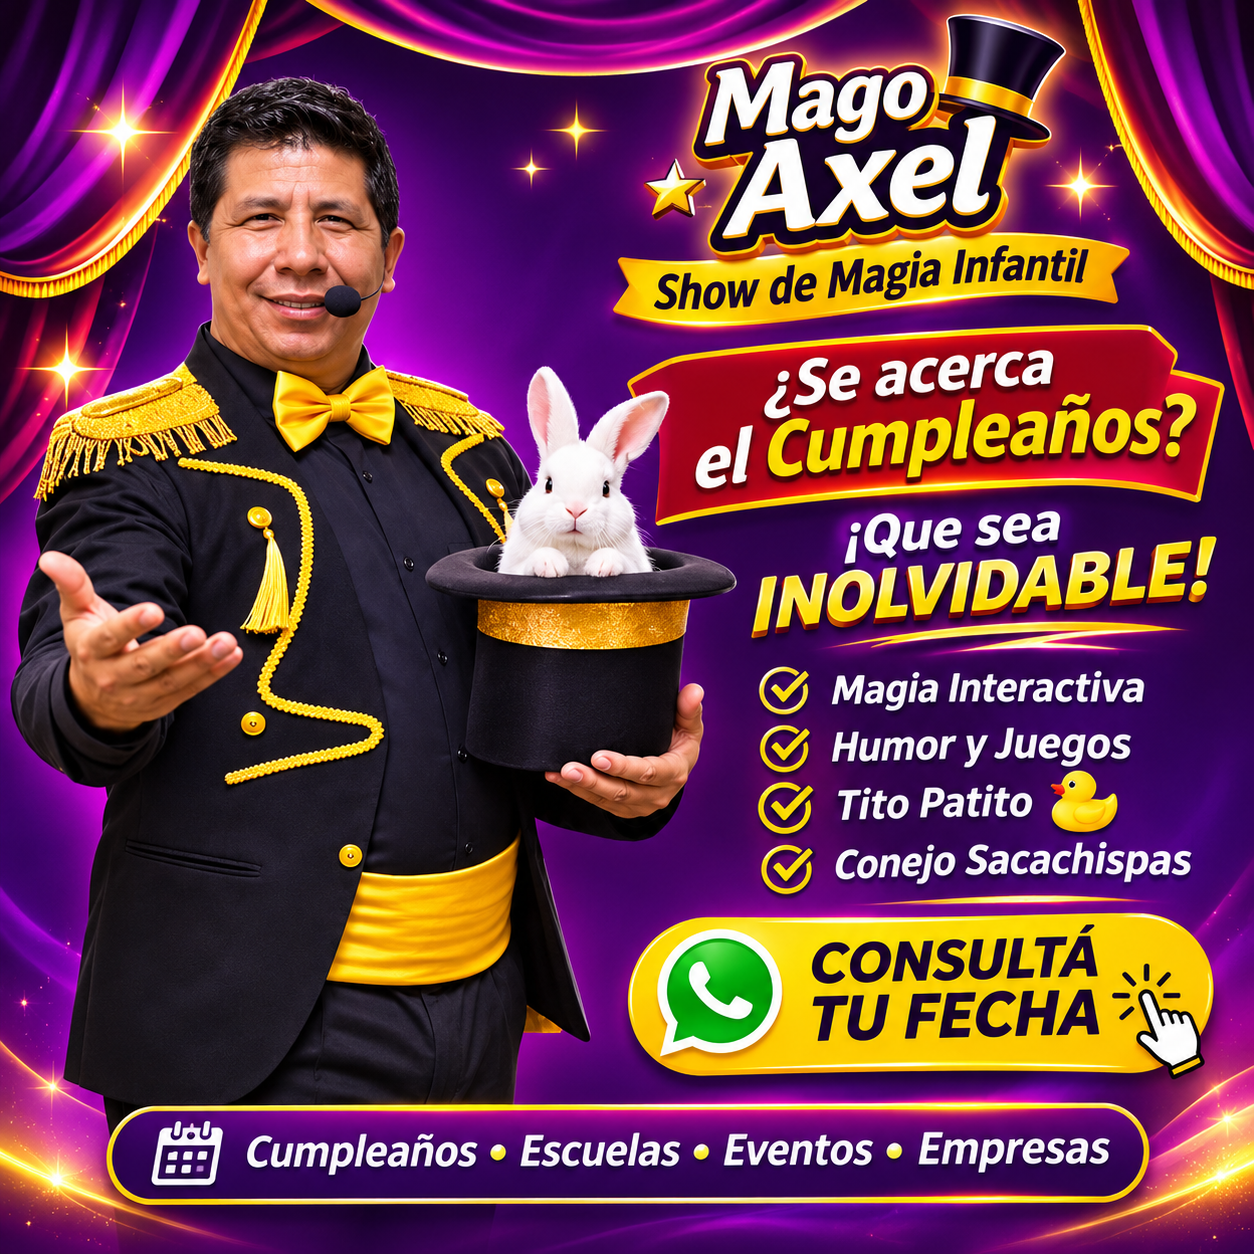 Mago
Axel
Show de Magia Infantil
¿Se acerca
el Cumpleaños?
¡Que sea
INOLVIDABLE!
Magia Interactiva
Humor y Juegos
Tito Patito
Conejo Sacachispas
CONSULTÁ
TU FECHA
Cumpleaños • Escuelas • Eventos • Empresas